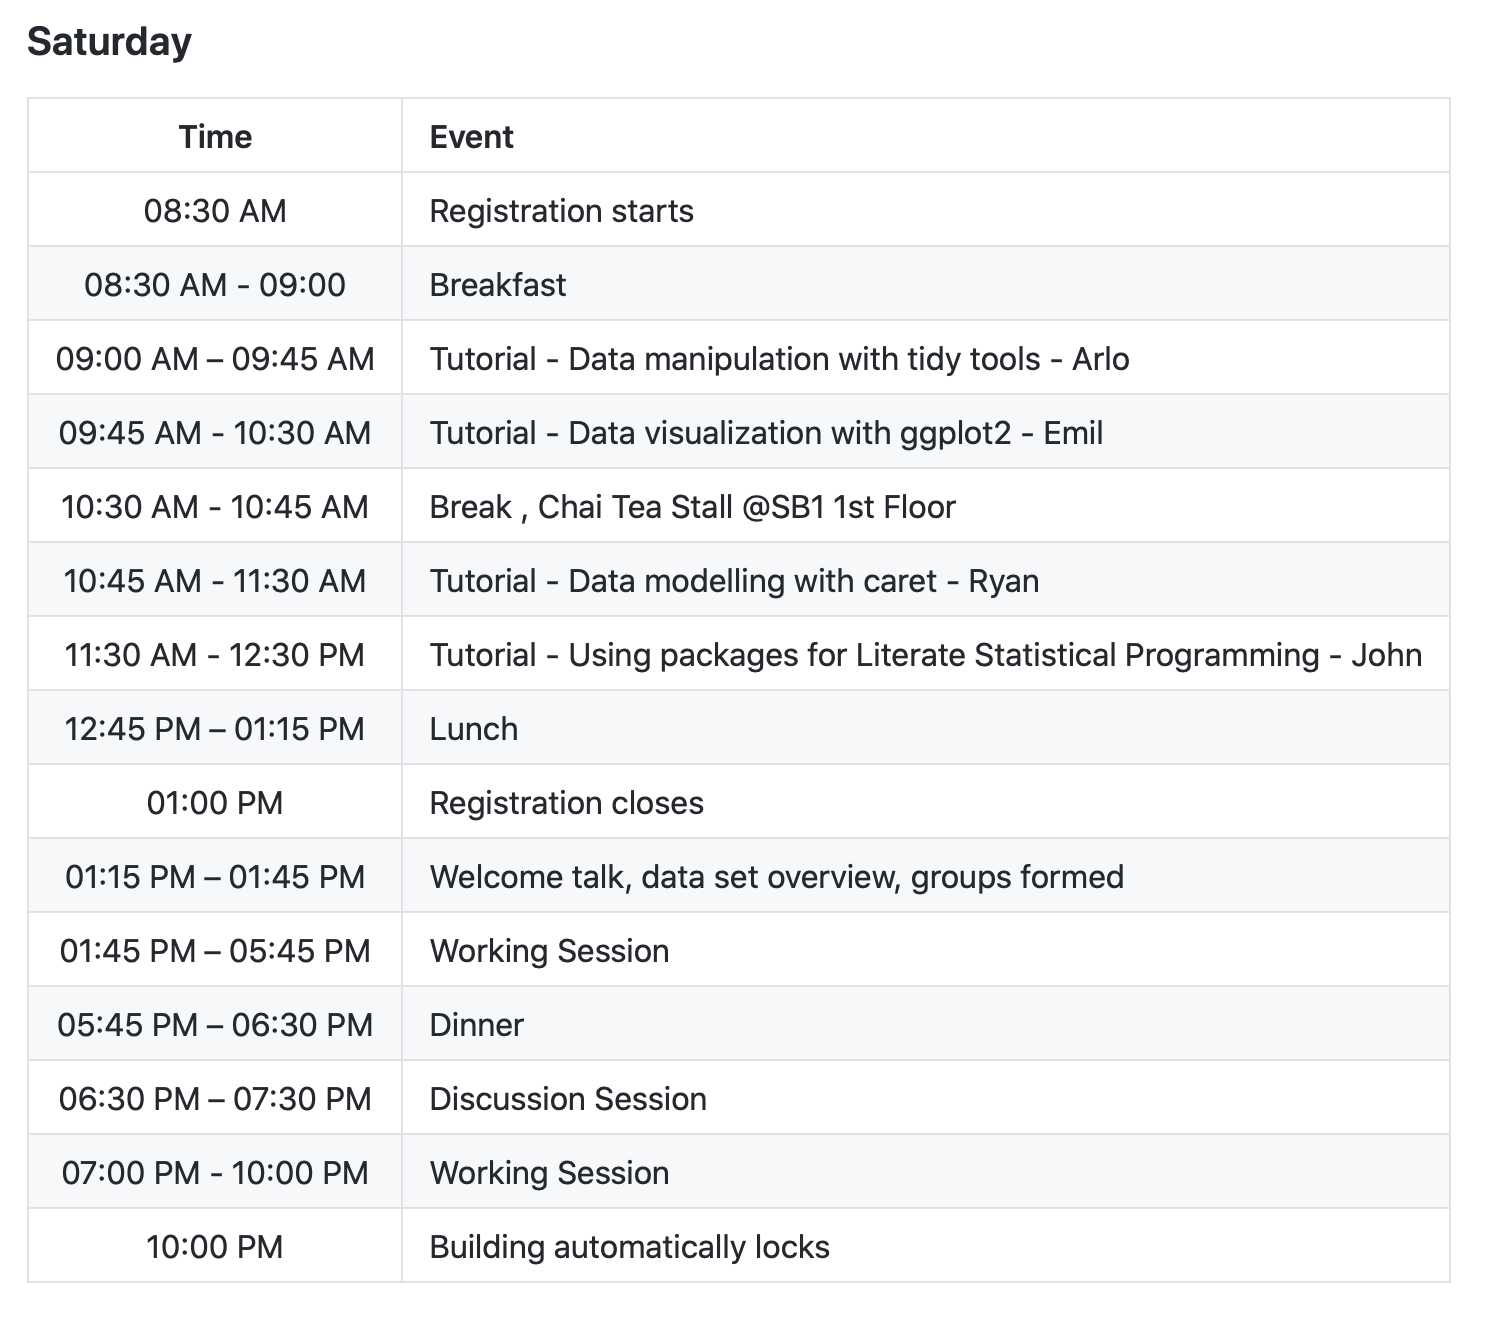 Saturday
Time Event
08:30 AM Registration starts
08:30 AM - 09:00 Breakfast
09:00 AM – 09:45 AM Tutorial - Data manipulation with tidy tools - Arlo
09:45 AM - 10:30 AM Tutorial - Data visualization with ggplot2 - Emil
10:30 AM - 10:45 AM Break , Chai Tea Stall @SB1 1st Floor
10:45 AM - 11:30 AM Tutorial - Data modelling with caret - Ryan
11:30 AM - 12:30 PM Tutorial - Using packages for Literate Statistical Programming - John
12:45 PM – 01:15 PM Lunch
01:00 PM Registration closes
01:15 PM – 01:45 PM Welcome talk, data set overview, groups formed
01:45 PM – 05:45 PM Working Session
05:45 PM – 06:30 PM Dinner
06:30 PM – 07:30 PM Discussion Session
07:00 PM - 10:00 PM Working Session
10:00 PM Building automatically locks